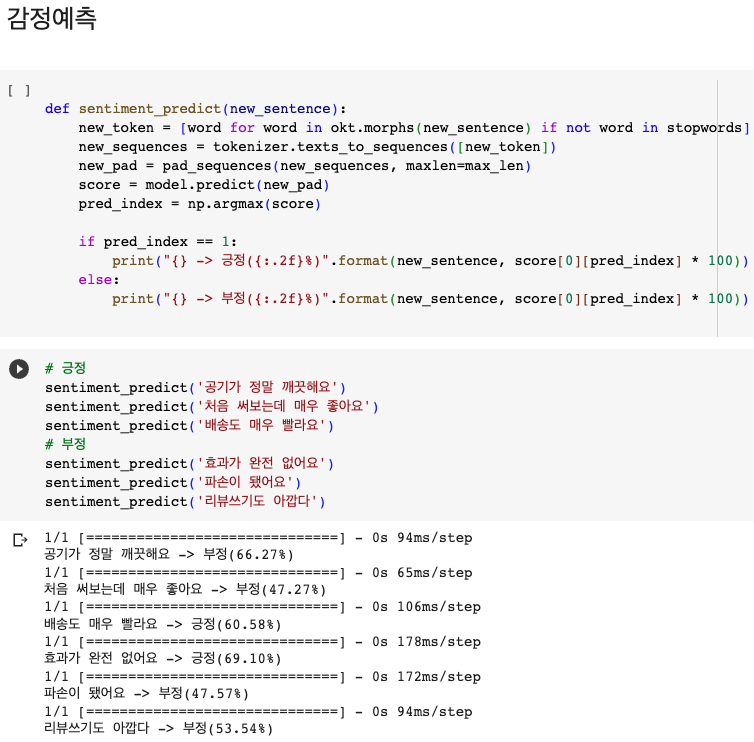 감정예측
[ ]
def sentiment_predict(new_sentence):
    new_token = [word for word in okt.morphs(new_sentence) if not word in stopwords]
    new_sequences = tokenizer.texts_to_sequences([new_token])
    new_pad = pad_sequences(new_sequences, maxlen=max_len)
    score = model.predict(new_pad)
    pred_index = np.argmax(score)
    if pred_index == 1:
        print("{} -> 긍정({:.2f}%)".format(new_sentence, score[0][pred_index] * 100))
    else:
        print("{} -> 부정({:.2f}%)".format(new_sentence, score[0][pred_index] * 100))
# 긍정
sentiment_predict('공기가 정말 깨끗해요')
sentiment_predict('처음 써보는데 매우 좋아요')
sentiment_predict('배송도 매우 빨라요')
# 부정
sentiment_predict('효과가 완전 없어요')
sentiment_predict('파손이 됐어요')
sentiment_predict('리뷰쓰기도 아깝다')
1/1 [==============================] - 0s 94ms/step
공기가 정말 깨끗해요 -> 부정(66.27%)
1/1 [==============================] - 0s 65ms/step
처음 써보는데 매우 좋아요 -> 부정(47.27%)
1/1 [==============================] - 0s 106ms/step
배송도 매우 빨라요 -> 긍정(60.58%)
1/1 [==============================] - 0s 178ms/step
효과가 완전 없어요 -> 긍정(69.10%)
1/1 [==============================] - 0s 172ms/step
파손이 됐어요 -> 부정(47.57%)
1/1 [==============================] - 0s 94ms/step
리뷰쓰기도 아깝다 -> 부정(53.54%)